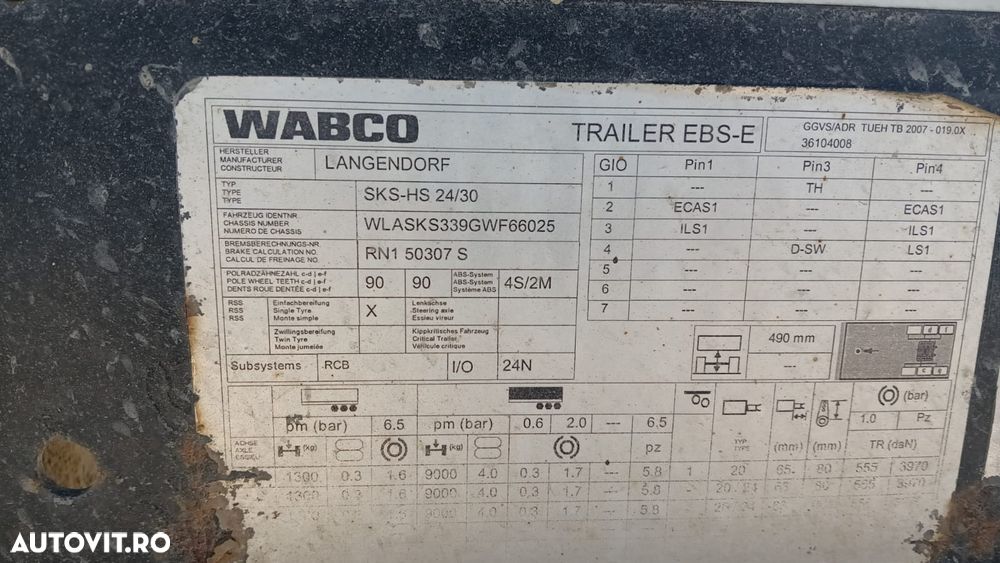 WABCO TRAILER EBS-E GGVS/ADR TUEH TB 2007 - 019.0X
36104008
HERSTELLER
MANUFACTURER
CONSTRUCTEUR
LANGENDORF
TYP
TYPE
TYPE
SKS-HS 24/30
FAHRZEUG IDENTNR.
CHASSIS NUMBER
NUMERO DE CHASSIS
WLASKS339GWF66025
BREMSBERECHNUNGS-NR.
BRAKE CALCULATION NO.
CALCUL DE FREINAGE NO.
RN1 50307 S
POLRADZÄHNEZAHL c-d | e-f
POLE WHEEL TEETH c-d | e-f
DENTS ROUE DENTÉE c-d | e-f
90 90
ABS-System
ABS-System
Système ABS
4S/2M
RSS
RSS
RSS
Einfachbereifung
Single Tyre
Monte simple
X
Lenkachse
Steering axle
Essieu vireur
Zwillingsbereifung
Twin Tyre
Monte jumelée
Kippkritisches Fahrzeug
Critical Trailer
Véhicule critique
Subsystems RCB I/O 24N
GIO Pin1 Pin3 Pin4
1 --- TH ---
2 ECAS1 --- ECAS1
3 ILS1 --- ILS1
4 --- D-SW LS1
5 --- --- ---
6 --- --- ---
7 --- --- ---
490 mm
---
(bar)
pm (bar) 6.5 pm (bar) 0.6 2.0 --- 6.5 1.0 Pz
ACHSE
AXLE
ESSIEU
(kg) (kg) pz TYP
TYPE (mm) (mm) TR (daN)
1300 0.3 1.6 9000 4.0 0.3 1.7 --- 5.8 1 20 65 80 555 3970
1300 0.3 1.6 9000 4.0 0.3 1.7 --- 5.8
9000 4.0 0.3 1.7 --- 5.8
AUTOVIT.RO